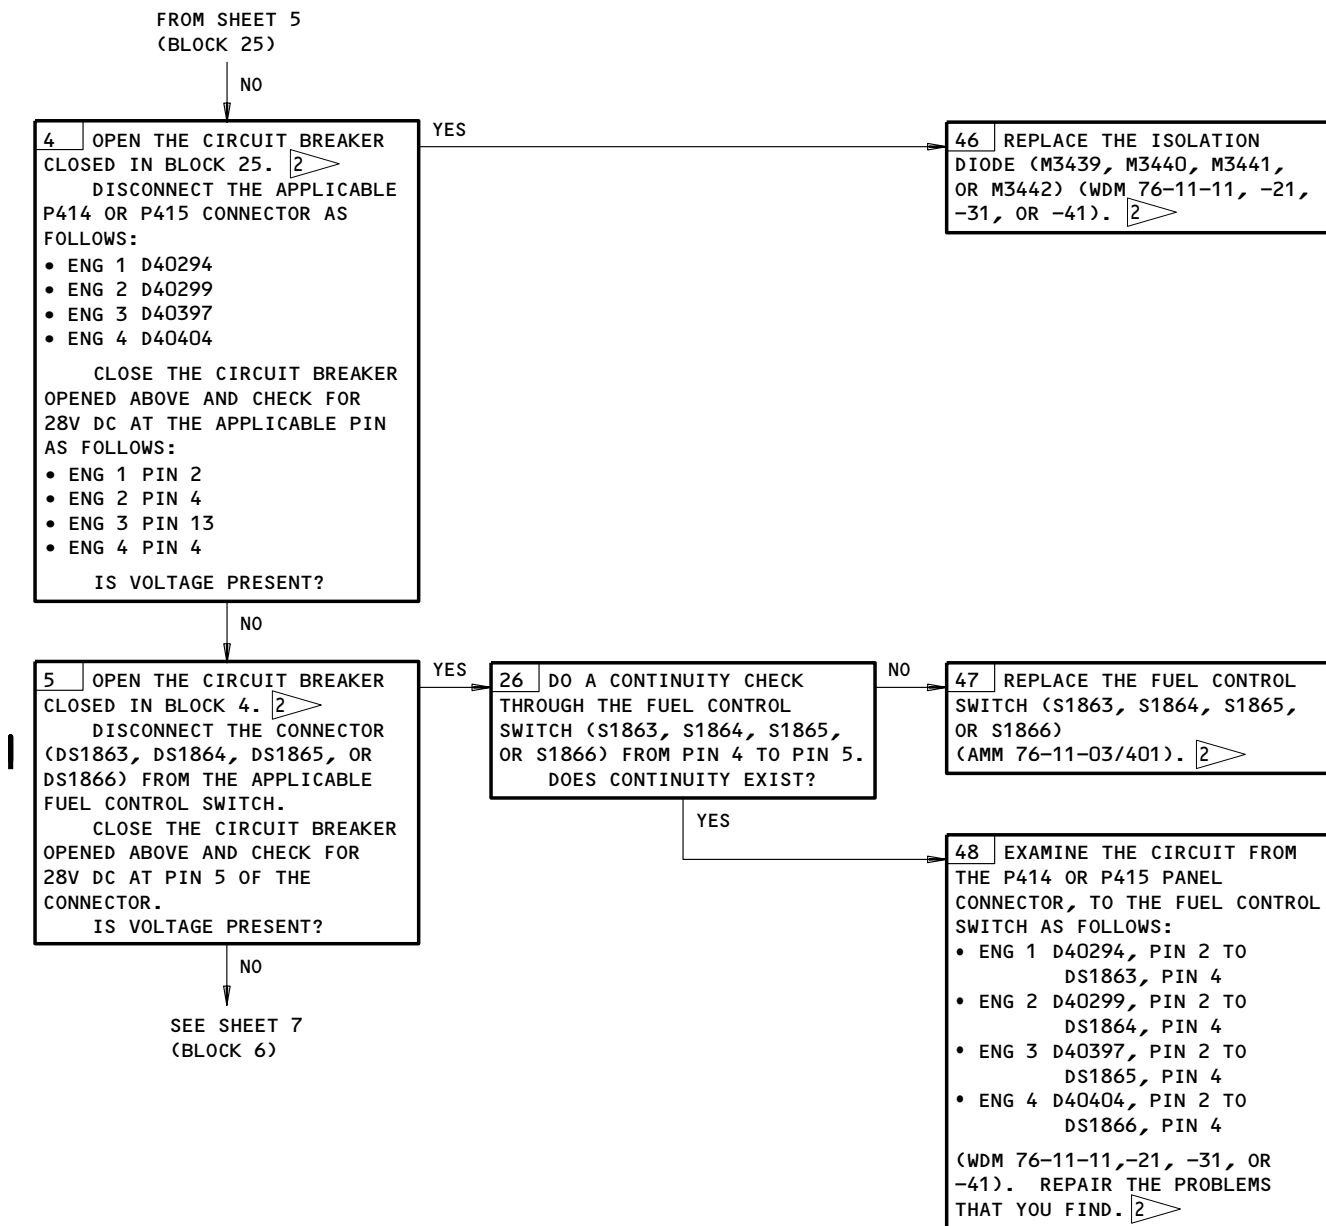 FROM SHEET 5
(BLOCK 25)
NO
4 OPEN THE CIRCUIT BREAKER
CLOSED IN BLOCK 25. 2
DISCONNECT THE APPLICABLE
P414 OR P415 CONNECTOR AS
FOLLOWS:
• ENG 1 D40294
• ENG 2 D40299
• ENG 3 D40397
• ENG 4 D40404
CLOSE THE CIRCUIT BREAKER
OPENED ABOVE AND CHECK FOR
28V DC AT THE APPLICABLE PIN
AS FOLLOWS:
• ENG 1 PIN 2
• ENG 2 PIN 4
• ENG 3 PIN 13
• ENG 4 PIN 4
IS VOLTAGE PRESENT?
YES
46 REPLACE THE ISOLATION
DIODE (M3439, M3440, M3441,
OR M3442) (WDM 76-11-11, -21,
-31, OR -41). 2
NO
5 OPEN THE CIRCUIT BREAKER
CLOSED IN BLOCK 4. 2
DISCONNECT THE CONNECTOR
(DS1863, DS1864, DS1865, OR
DS1866) FROM THE APPLICABLE
FUEL CONTROL SWITCH.
CLOSE THE CIRCUIT BREAKER
OPENED ABOVE AND CHECK FOR
28V DC AT PIN 5 OF THE
CONNECTOR.
IS VOLTAGE PRESENT?
YES
26 DO A CONTINUITY CHECK
THROUGH THE FUEL CONTROL
SWITCH (S1863, S1864, S1865,
OR S1866) FROM PIN 4 TO PIN 5.
DOES CONTINUITY EXIST?
NO
47 REPLACE THE FUEL CONTROL
SWITCH (S1863, S1864, S1865,
OR S1866)
(AMM 76-11-03/401). 2
YES
48 EXAMINE THE CIRCUIT FROM
THE P414 OR P415 PANEL
CONNECTOR, TO THE FUEL CONTROL
SWITCH AS FOLLOWS:
• ENG 1 D40294, PIN 2 TO
DS1863, PIN 4
• ENG 2 D40299, PIN 2 TO
DS1864, PIN 4
• ENG 3 D40397, PIN 2 TO
DS1865, PIN 4
• ENG 4 D40404, PIN 2 TO
DS1866, PIN 4
(WDM 76-11-11,-21, -31, OR
-41). REPAIR THE PROBLEMS
THAT YOU FIND. 2
NO
SEE SHEET 7
(BLOCK 6)